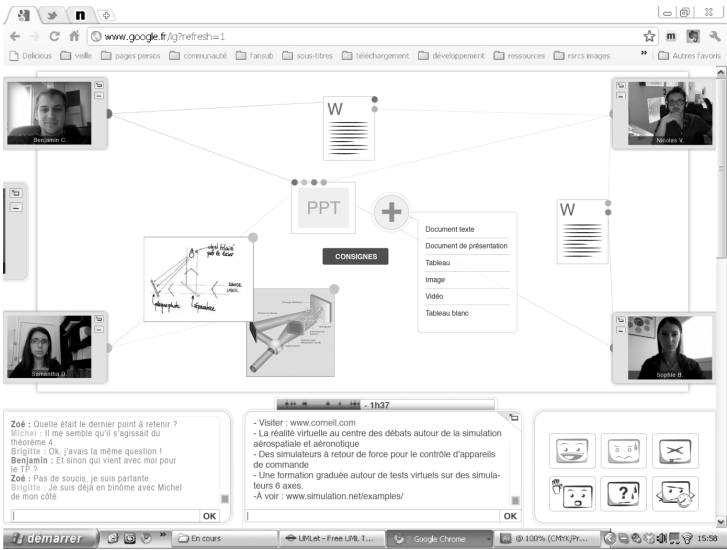 www.google.fr/ig?refresh=1
Delicious veille pages persos communauté fansub sous-titres téléchargement développement ressources rsrcs images » Autres favoris
Benjamin C.
W
Nicolas V.
PPT
W
Document texte
Document de présentation
Tableau
Image
Vidéo
Tableau blanc
CONSIGNES
Samantha D.
Sophie B.
- 1h37
Zoé : Quelle était le dernier point à retenir ?
Michel : Il me semble qu'il s'agissait du
théorème 4.
Brigitte : Ok, j'avais la même question !
Benjamin : Et sinon qui vient avec moi pour
le TP ?
Zoé : Pas de soucis, je suis partante.
Brigitte : Je suis déjà en binôme avec Michel
de mon côté.
OK
- Visiter : www.cornell.com
- La réalité virtuelle au centre des débats autour de la simulation
aérospatiale et aéronotique
- Des simulateurs à retour de force pour le contrôle d'appareils
de commande
- Une formation graduée autour de tests virtuels sur des simula-
teurs 6 axes.
-À voir : www.simulation.net/examples/
OK
démarrer » En cours UMLet - Free UML T... Google Chrome @ 100% (CMYK/Pr... 15:58